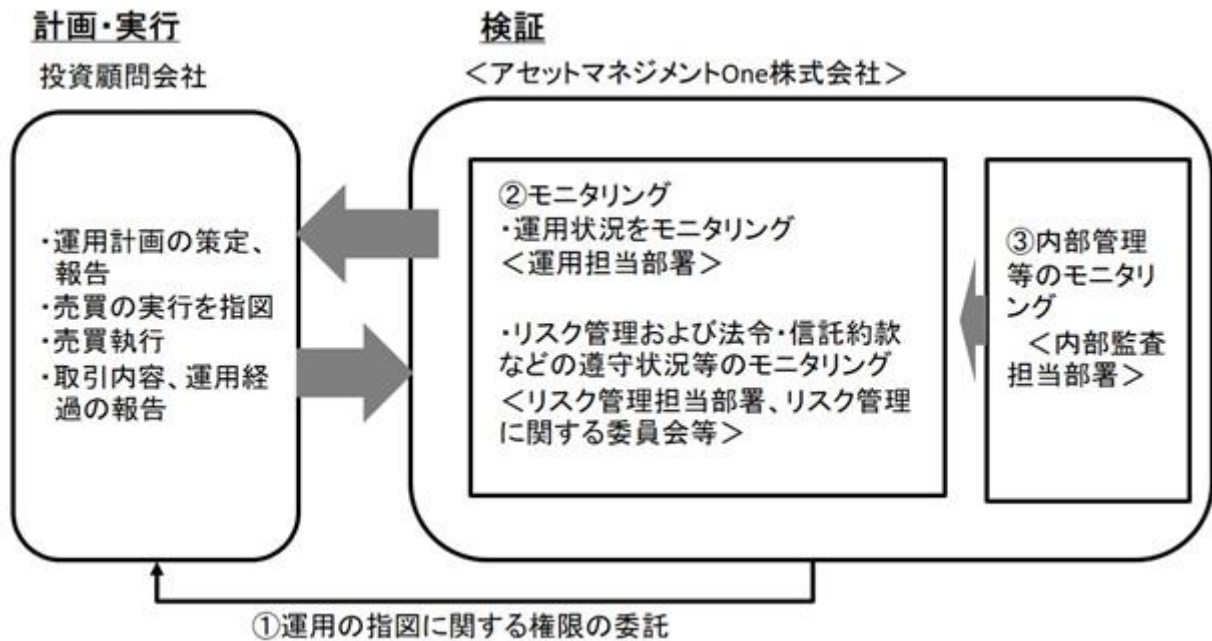 計画・実行
投資顧問会社
・運用計画の策定、
報告
・売買の実行を指図
・売買執行
・取引内容、運用経
過の報告
検証
＜アセットマネジメントOne株式会社＞
②モニタリング
・運用状況をモニタリング
＜運用担当部署＞
・リスク管理および法令・信託約款
などの遵守状況等のモニタリング
＜リスク管理担当部署、リスク管理
に関する委員会等＞
③内部管理
等のモニタリ
ング
＜内部監査
担当部署＞
①運用の指図に関する権限の委託